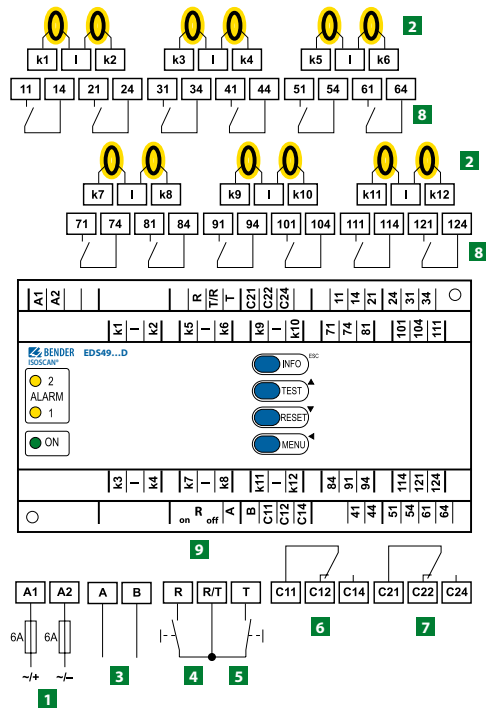 2
k1 I k2 k3 I k4 k5 I k6
11 14 21 24 31 34 41 44 51 54 61 64
8
2
k7 I k8 k9 I k10 k11 I k12
71 74 81 84 91 94 101 104 111 114 121 124
8
A1 A2 R T/R T C21 C22 C24 11 14 21 24 31 34
k1 I k2 k5 I k6 k9 I k10 71 74 81 101 104 111
BENDER EDS49...D
ISOSCAN®
INFO ESC
2
ALARM
1
TEST
RESET
ON
MENU
k3 I k4 k7 I k8 k11 I k12 84 91 94 114 121 124
on R off A B C11 C12 C14 41 44 51 54 61 64
9
A1 A2 A B R R/T T C11 C12 C14 C21 C22 C24
6 7
6A 6A
~/+ ~/–
1 3 4 5